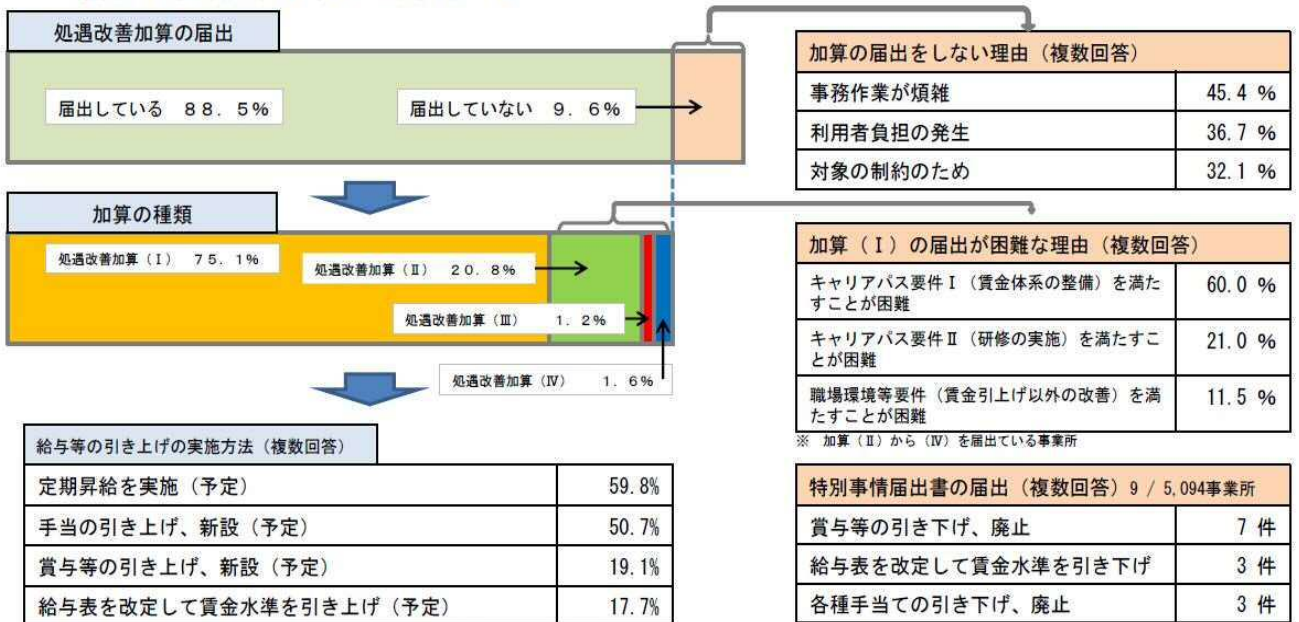 処遇改善加算の届出
届出している 88.5%
届出していない 9.6%
加算の届出をしない理由（複数回答）
事務作業が煩雑 45.4 %
利用者負担の発生 36.7 %
対象の制約のため 32.1 %
加算の種類
処遇改善加算（Ⅰ） 75.1%
処遇改善加算（Ⅱ） 20.8%
処遇改善加算（Ⅲ） 1.2%
処遇改善加算（Ⅳ） 1.6%
加算（Ⅰ）の届出が困難な理由（複数回答）
キャリアパス要件Ⅰ（賃金体系の整備）を満た
すことが困難 60.0 %
キャリアパス要件Ⅱ（研修の実施）を満たすこ
とが困難 21.0 %
職場環境等要件（賃金引上げ以外の改善）を満
たすことが困難 11.5 %
※ 加算（Ⅱ）から（Ⅳ）を届出ている事業所
給与等の引き上げの実施方法（複数回答）
定期昇給を実施（予定） 59.8%
手当の引き上げ、新設（予定） 50.7%
賞与等の引き上げ、新設（予定） 19.1%
給与表を改定して賃金水準を引き上げ（予定） 17.7%
特別事情届出書の届出（複数回答）9 / 5,094事業所
賞与等の引き下げ、廃止 7 件
給与表を改定して賃金水準を引き下げ 3 件
各種手当ての引き下げ、廃止 3 件